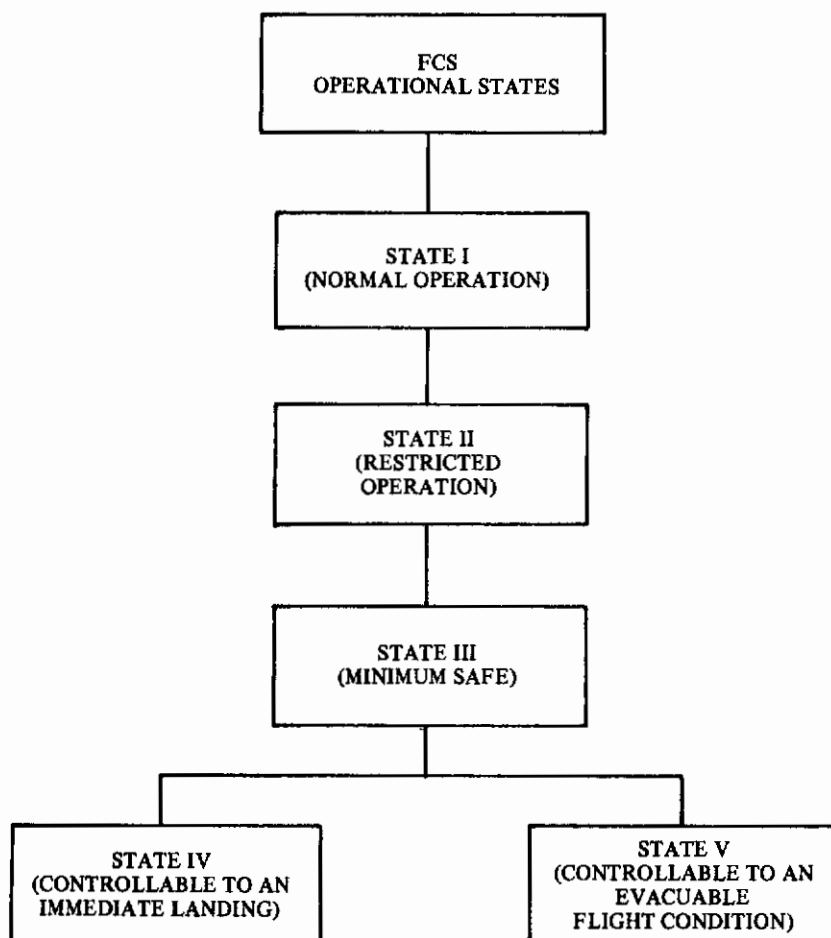 FCS
OPERATIONAL STATES
STATE I
(NORMAL OPERATION)
STATE II
(RESTRICTED
OPERATION)
STATE III
(MINIMUM SAFE)
STATE IV
(CONTROLLABLE TO AN
IMMEDIATE LANDING)
STATE V
(CONTROLLABLE TO AN
EVACUABLE
FLIGHT CONDITION)